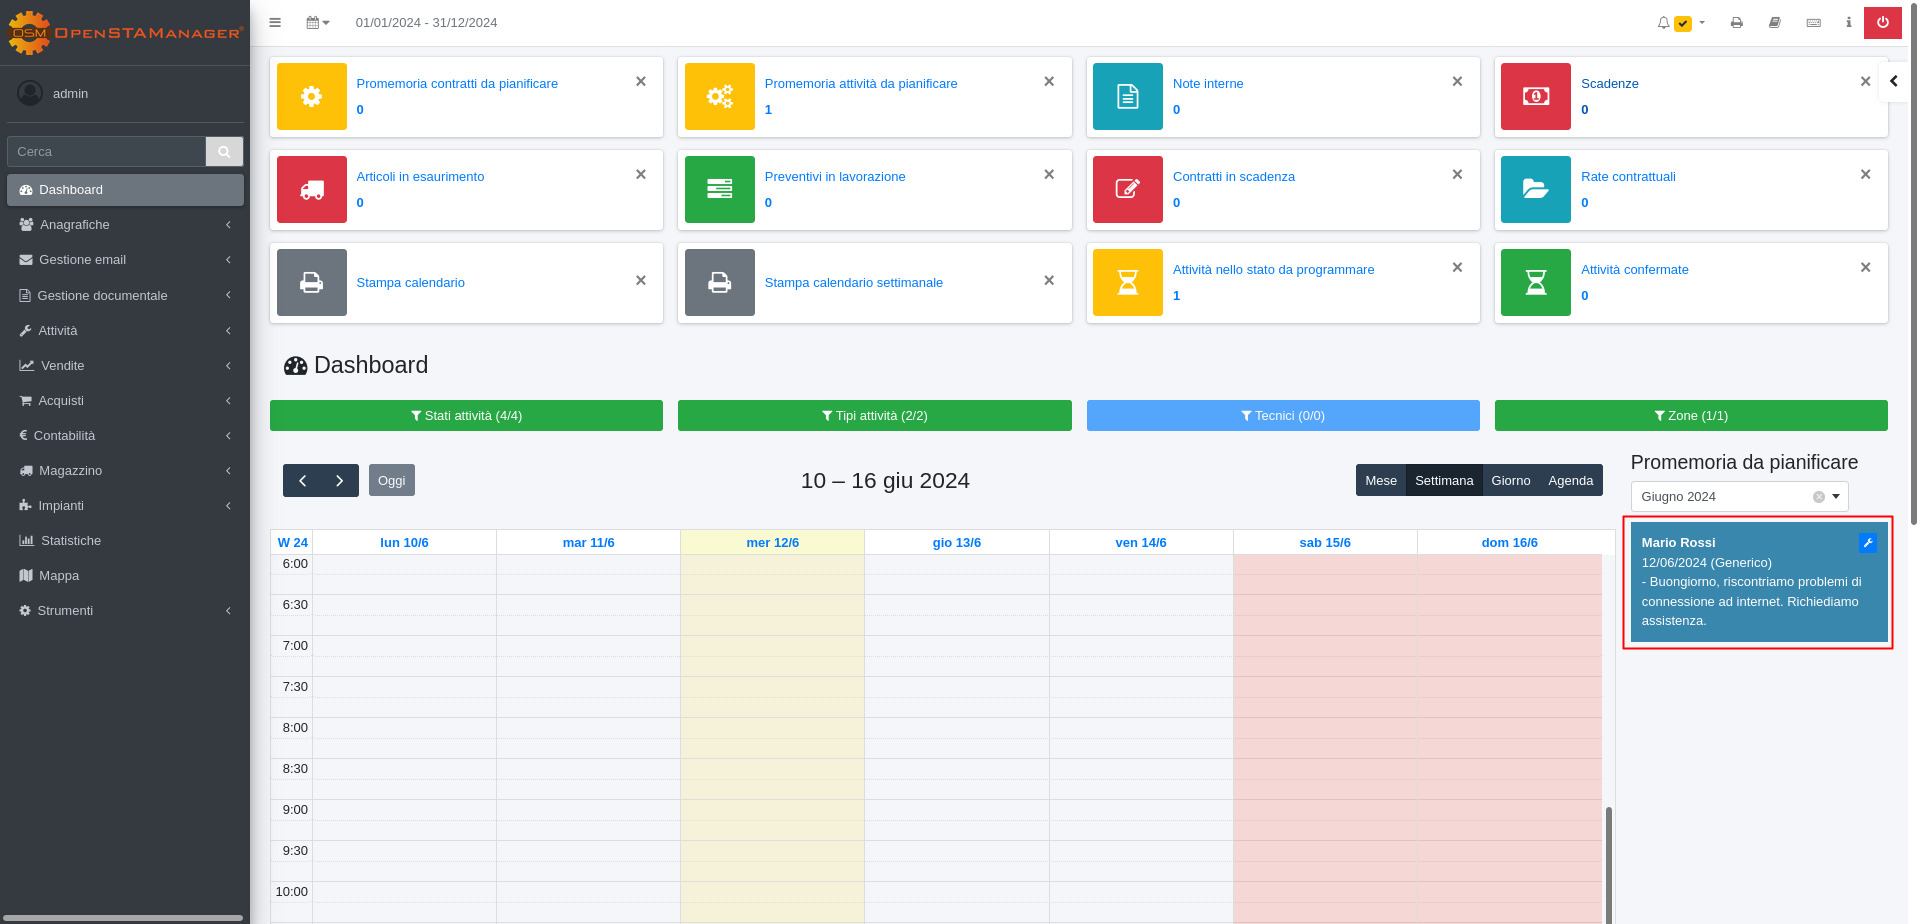 OSM OpenSTAManager®
01/01/2024 - 31/12/2024
admin
Cerca
Dashboard
Anagrafiche
Gestione email
Gestione documentale
Attività
Vendite
Acquisti
Contabilità
Magazzino
Impianti
Statistiche
Mappa
Strumenti
Promemoria contratti da pianificare
0
Promemoria attività da pianificare
1
Note interne
0
Scadenze
0
Articoli in esaurimento
0
Preventivi in lavorazione
0
Contratti in scadenza
0
Rate contrattuali
0
Stampa calendario
Stampa calendario settimanale
Attività nello stato da programmare
1
Attività confermate
0
Dashboard
Stati attività (4/4)
Tipi attività (2/2)
Tecnici (0/0)
Zone (1/1)
Oggi
10 – 16 giu 2024
Mese Settimana Giorno Agenda
W 24 lun 10/6 mar 11/6 mer 12/6 gio 13/6 ven 14/6 sab 15/6 dom 16/6
6:00
6:30
7:00
7:30
8:00
8:30
9:00
9:30
10:00
Promemoria da pianificare
Giugno 2024
Mario Rossi
12/06/2024 (Generico)
- Buongiorno, riscontriamo problemi di
connessione ad internet. Richiediamo
assistenza.